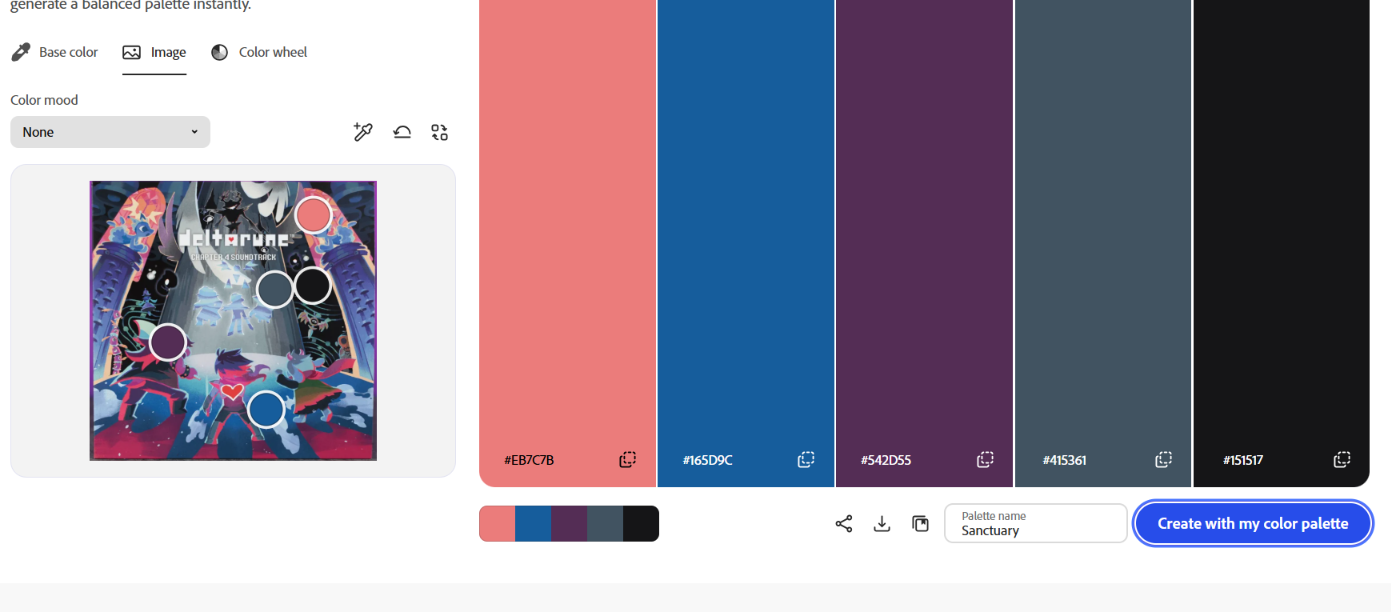 generate a balanced palette instantly.
Base color
Image
Color wheel
Color mood
None
deltarune
CHAPTER 4 SOUNDTRACK
#EB7C7B
#165D9C
#542D55
#415361
#151517
Palette name
Sanctuary
Create with my color palette